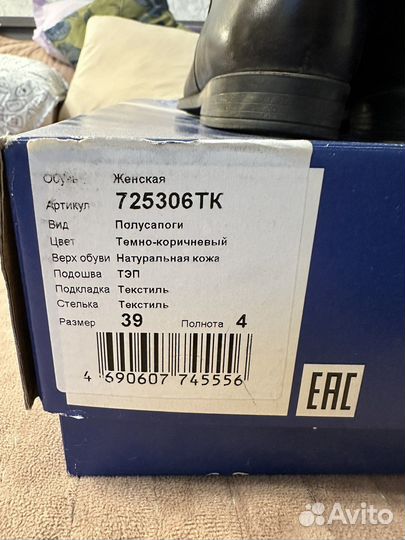 Обувь Женская
Артикул 725306ТК
Вид Полусапоги
Цвет Темно-коричневый
Верх обуви Натуральная кожа
Подошва ТЭП
Подкладка Текстиль
Стелька Текстиль
Размер 39 Полнота 4
4 690607 745556
EAC
Avito